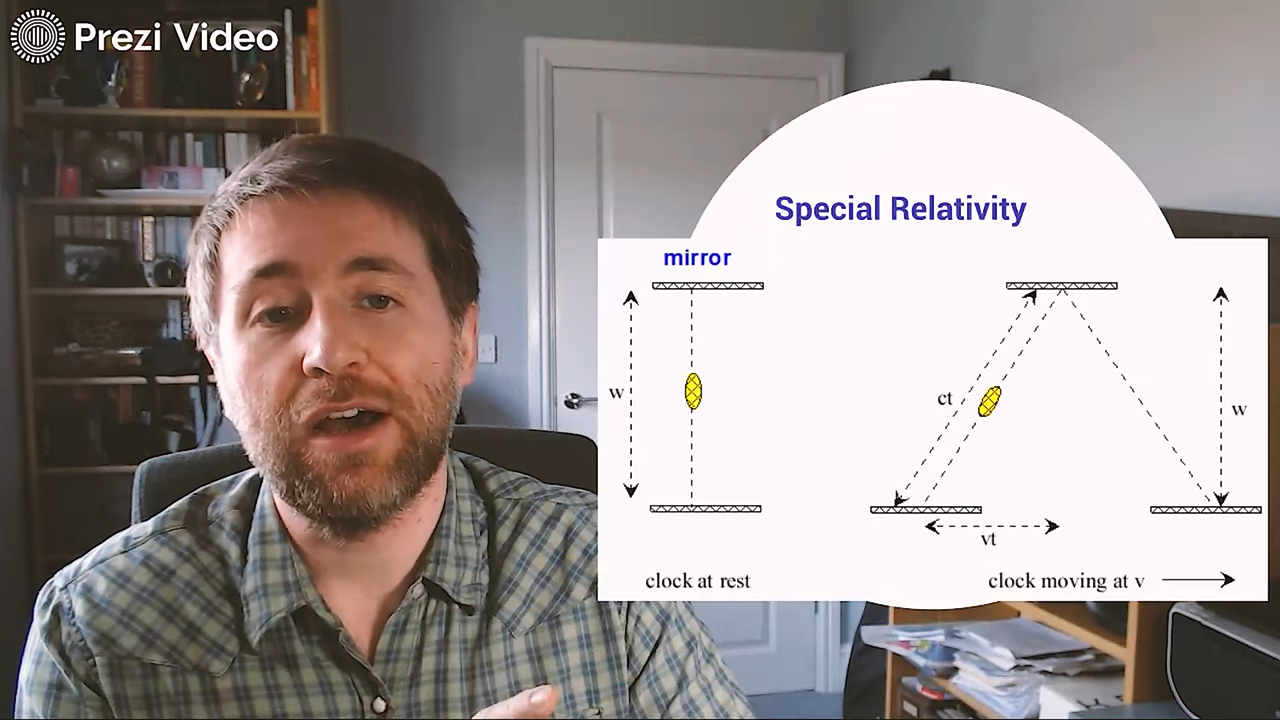 Prezi Video
Special Relativity
mirror
w
ct
w
vt
clock at rest
clock moving at v